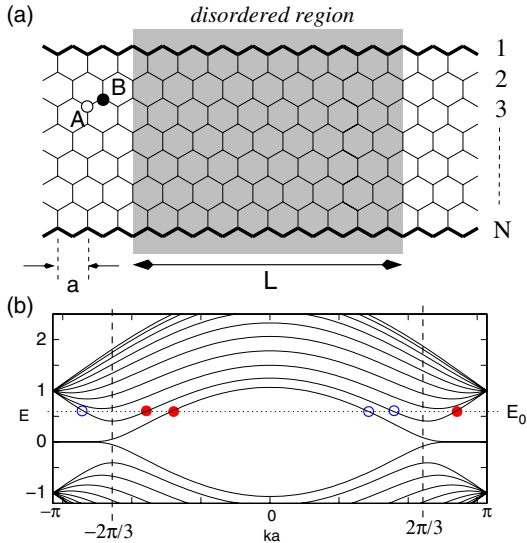 (a) disordered region
1
2
3
N
A
B
a
L
(b)
2
1
0
−1
E
E₀
−π 0 π
−2π/3 2π/3
ka